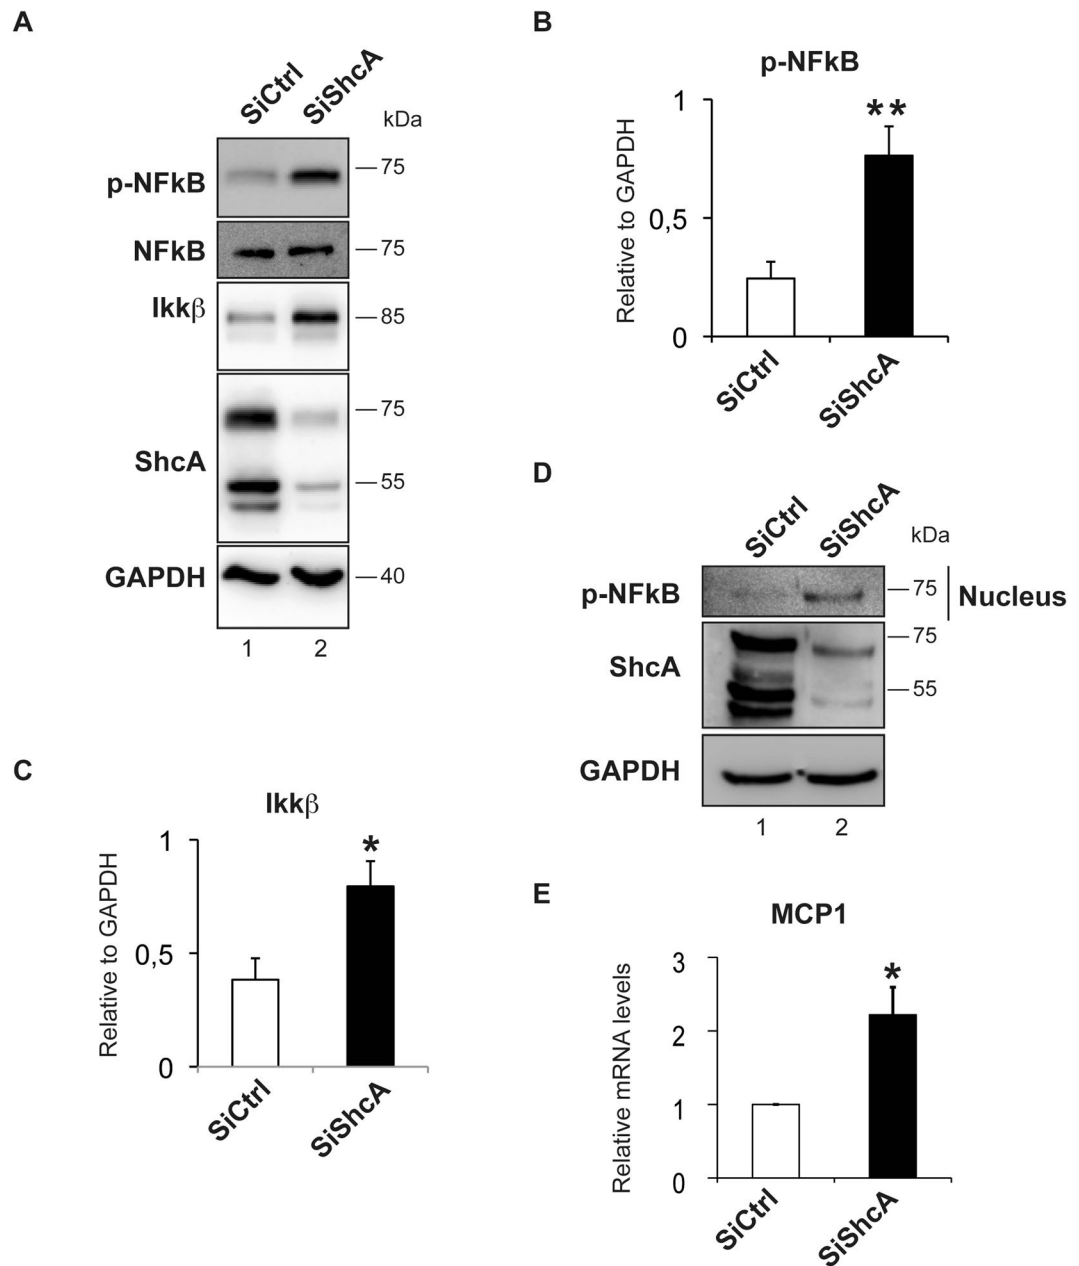 A
SiCtrl
SiShcA
kDa
p-NFkB
75
NFkB
75
Ikkβ
85
ShcA
75
55
GAPDH
40
1 2
B
p-NFkB
Relative to GAPDH
1
0,5
0
**
SiCtrl
SiShcA
C
Ikkβ
Relative to GAPDH
1
0,5
0
*
SiCtrl
SiShcA
D
SiCtrl
SiShcA
kDa
p-NFkB
75
Nucleus
ShcA
75
55
GAPDH
1 2
E
MCP1
Relative mRNA levels
3
2
1
0
*
SiCtrl
SiShcA